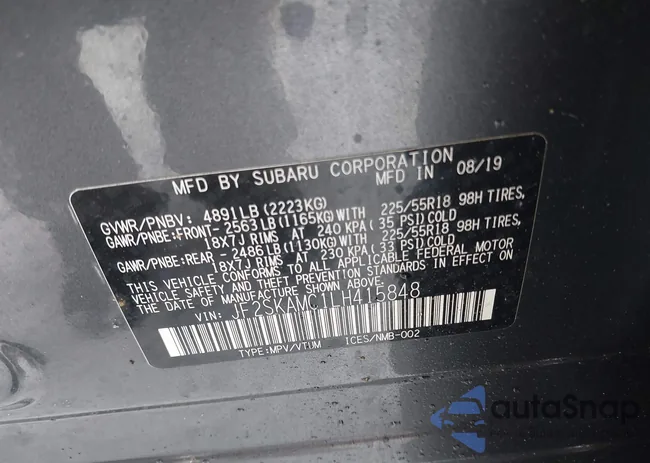 MFD BY SUBARU CORPORATION
MFD IN 08/19
GVWR/PNBV: 4891LB(2223KG)
GAWR/PNBE:FRONT- 2563LB(1165KG)WITH 225/55R18 98H TIRES,
18X7J RIMS AT 240 KPA(35 PSI)COLD
GAWR/PNBE:REAR - 2486LB(1130KG)WITH 225/55R18 98H TIRES,
18X7J RIMS AT 230 KPA(33 PSI)COLD
THIS VEHICLE CONFORMS TO ALL APPLICABLE FEDERAL MOTOR
VEHICLE SAFETY AND THEFT PREVENTION STANDARDS IN EFFECT ON
THE DATE OF MANUFACTURE SHOWN ABOVE.
VIN: JF2SKAMC1LH415848
TYPE:MPV/VTUM ICES/NMB-002
autoSnap